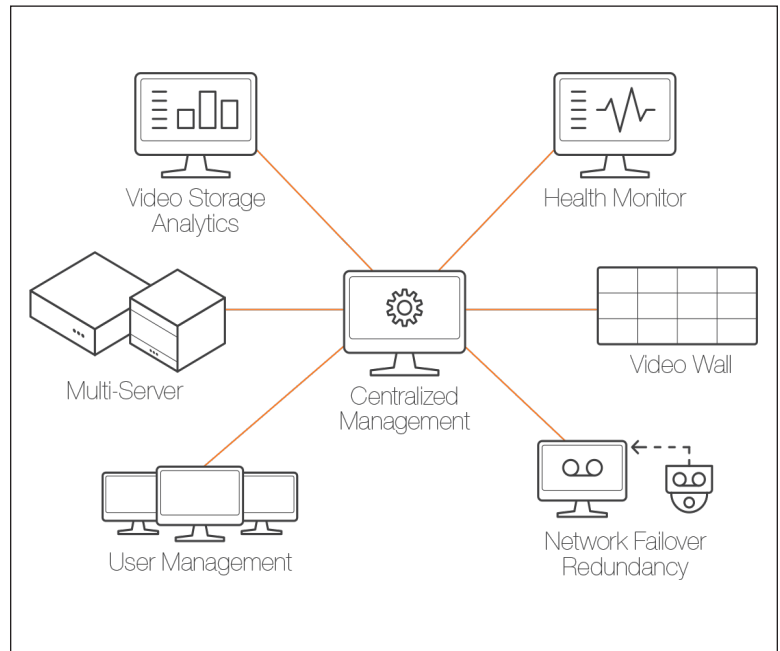 Video Storage
Analytics
Health Monitor
Multi-Server
Centralized
Management
Video Wall
User Management
Network Failover
Redundancy